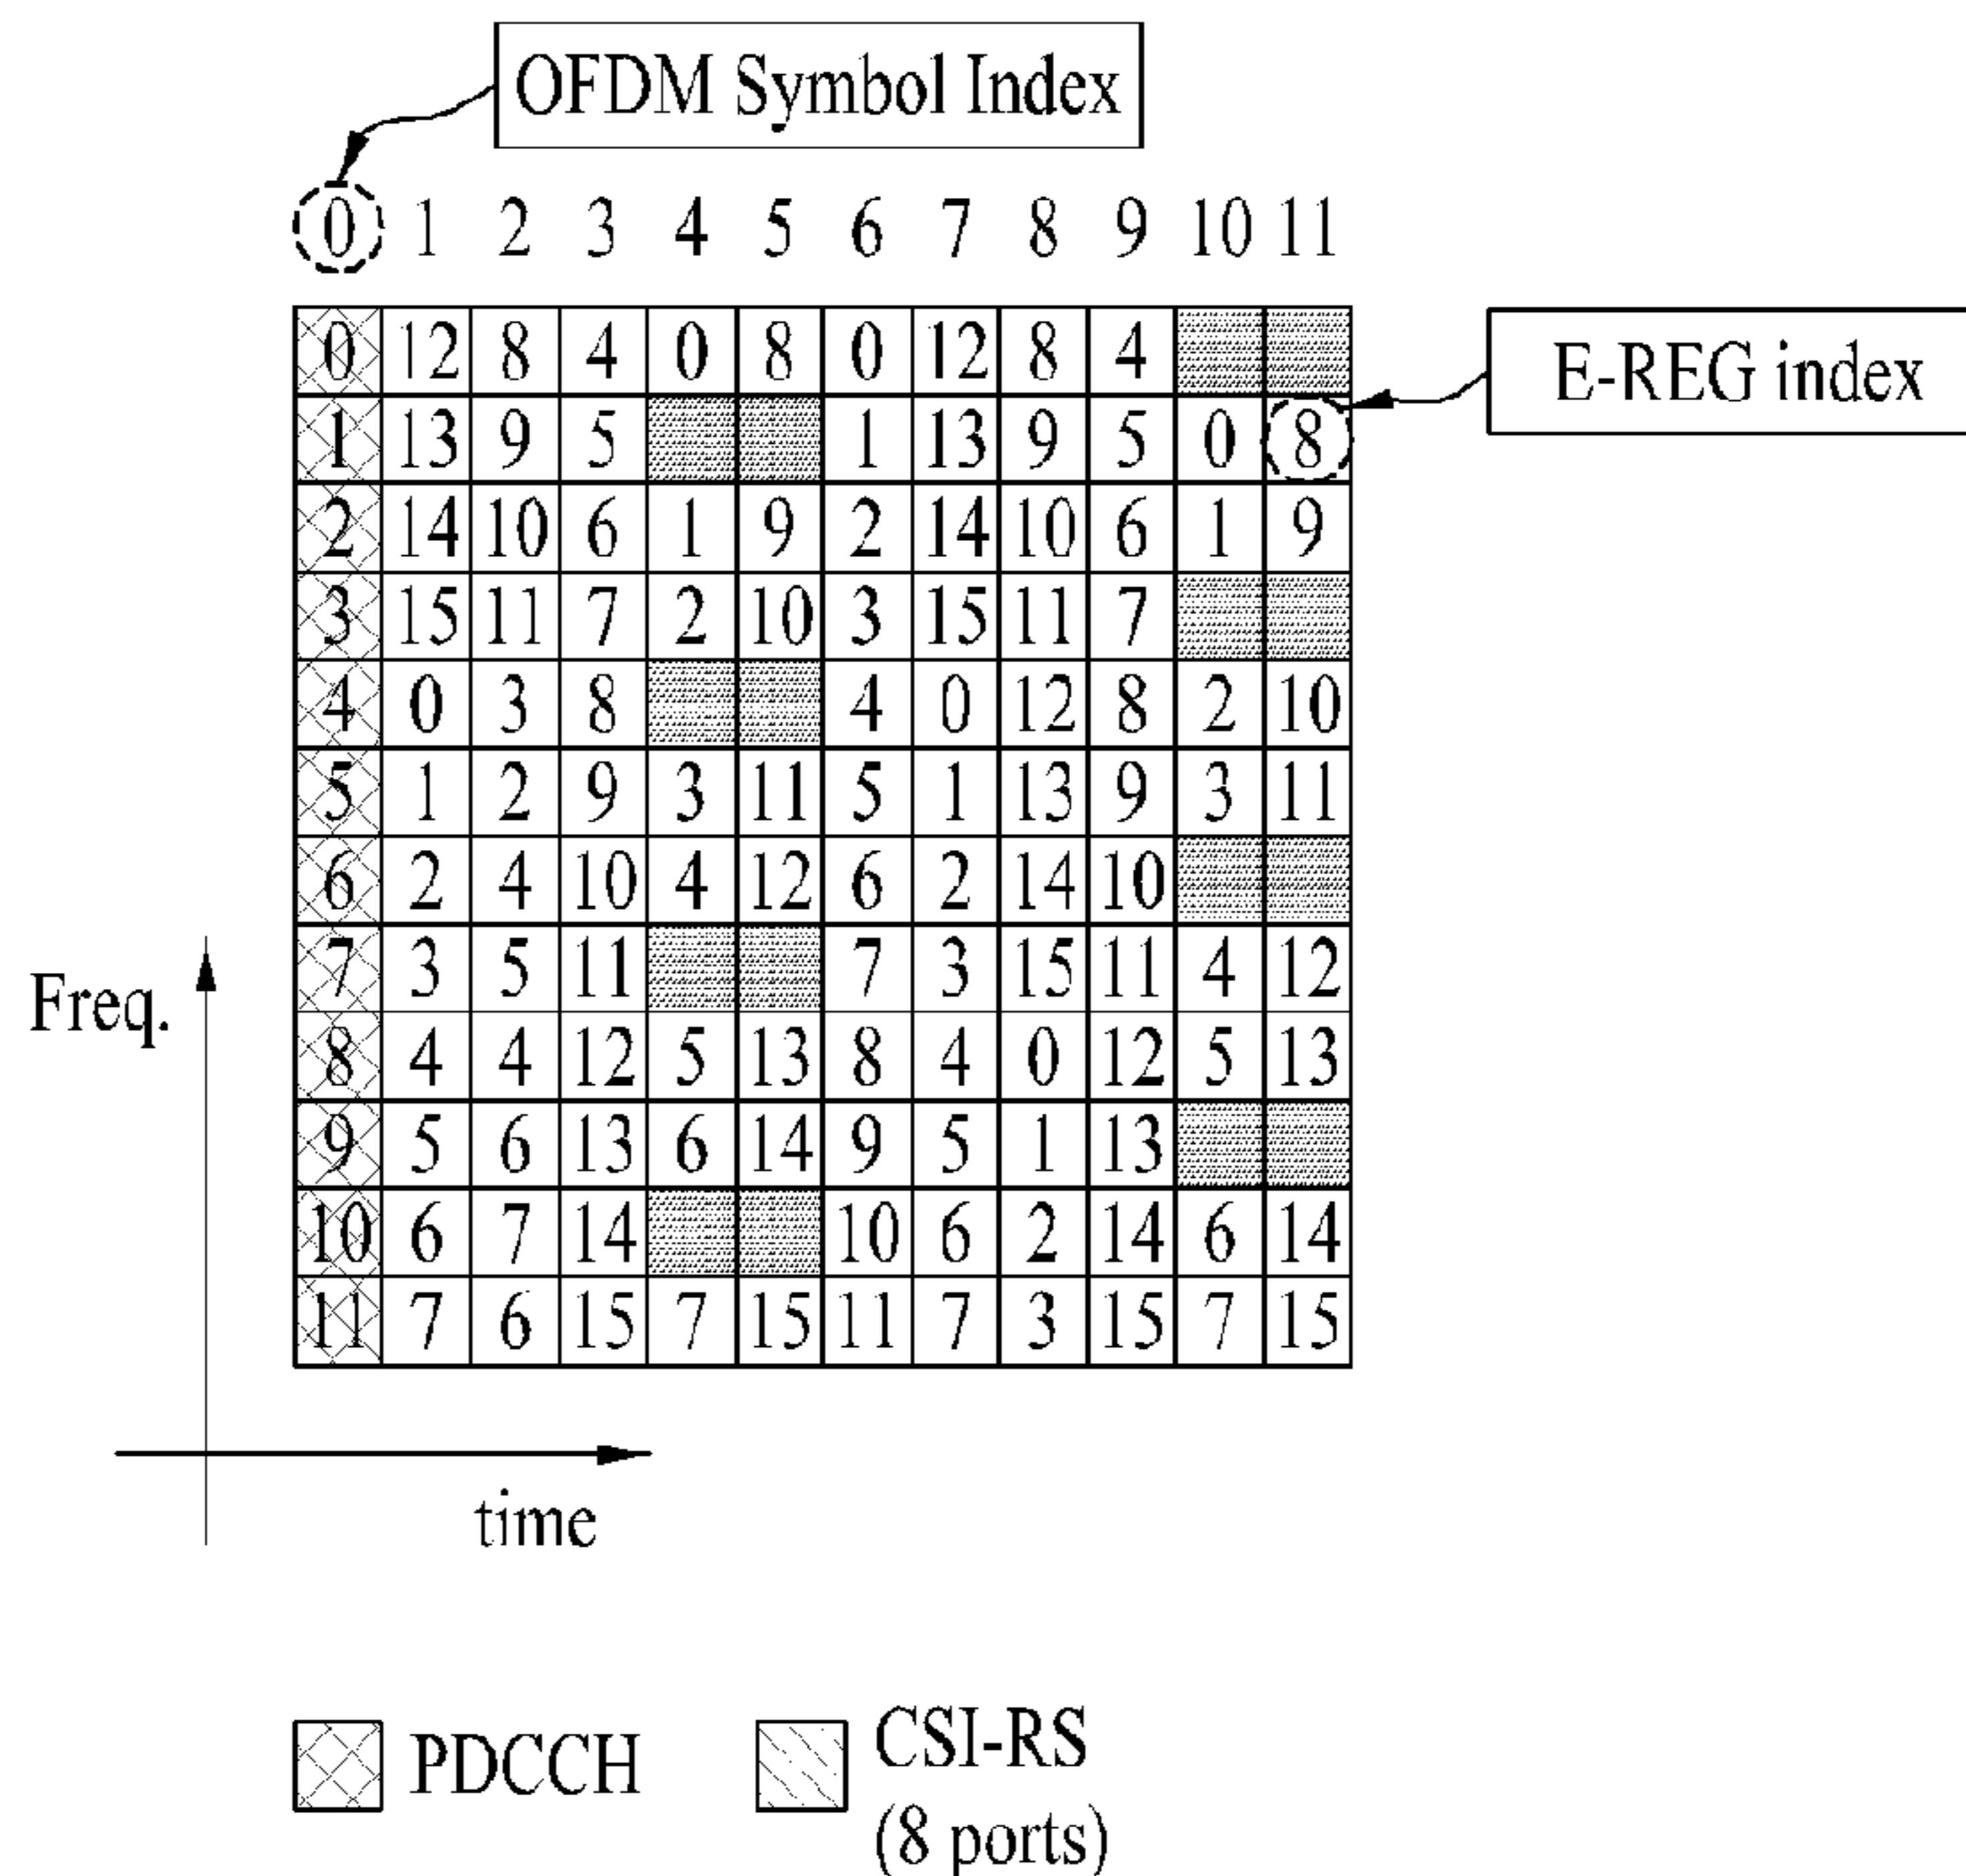 OFDM Symbol Index
0 1 2 3 4 5 6 7 8 9 10 11
0 12 8 4 0 8 0 12 8 4
E-REG index
1 13 9 5 1 13 9 5 0 8
2 14 10 6 1 9 2 14 10 6 1 9
3 15 11 7 2 10 3 15 11 7
4 0 3 8 4 0 12 8 2 10
5 1 2 9 3 11 5 1 13 9 3 11
6 2 4 10 4 12 6 2 14 10
7 3 5 11 7 3 15 11 4 12
Freq.
8 4 4 12 5 13 8 4 0 12 5 13
9 5 6 13 6 14 9 5 1 13
10 6 7 14 10 6 2 14 6 14
11 7 6 15 7 15 11 7 3 15 7 15
time
PDCCH
CSI-RS
(8 ports)